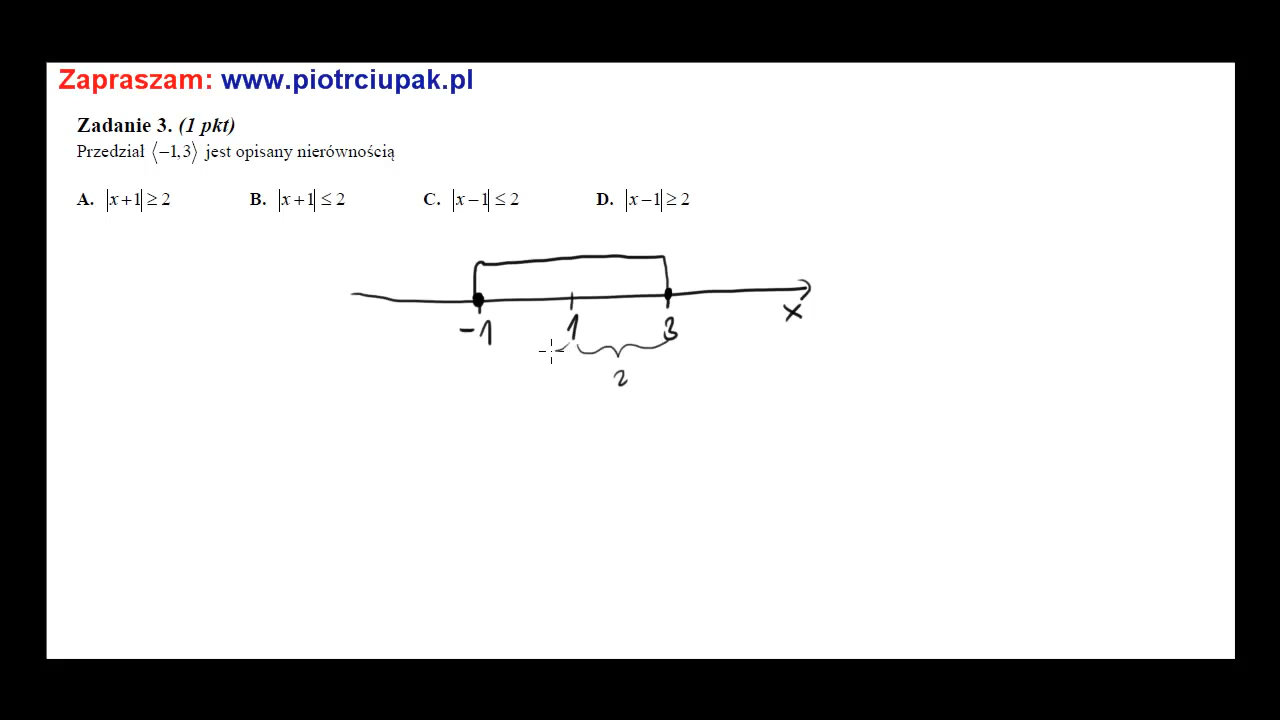 Zapraszam: www.piotrciupak.pl
Zadanie 3. (1 pkt)
Przedział ⟨−1,3⟩ jest opisany nierównością
A. |x+1| ≥ 2 B. |x+1| ≤ 2 C. |x−1| ≤ 2 D. |x−1| ≥ 2
x
−1 1 3
2